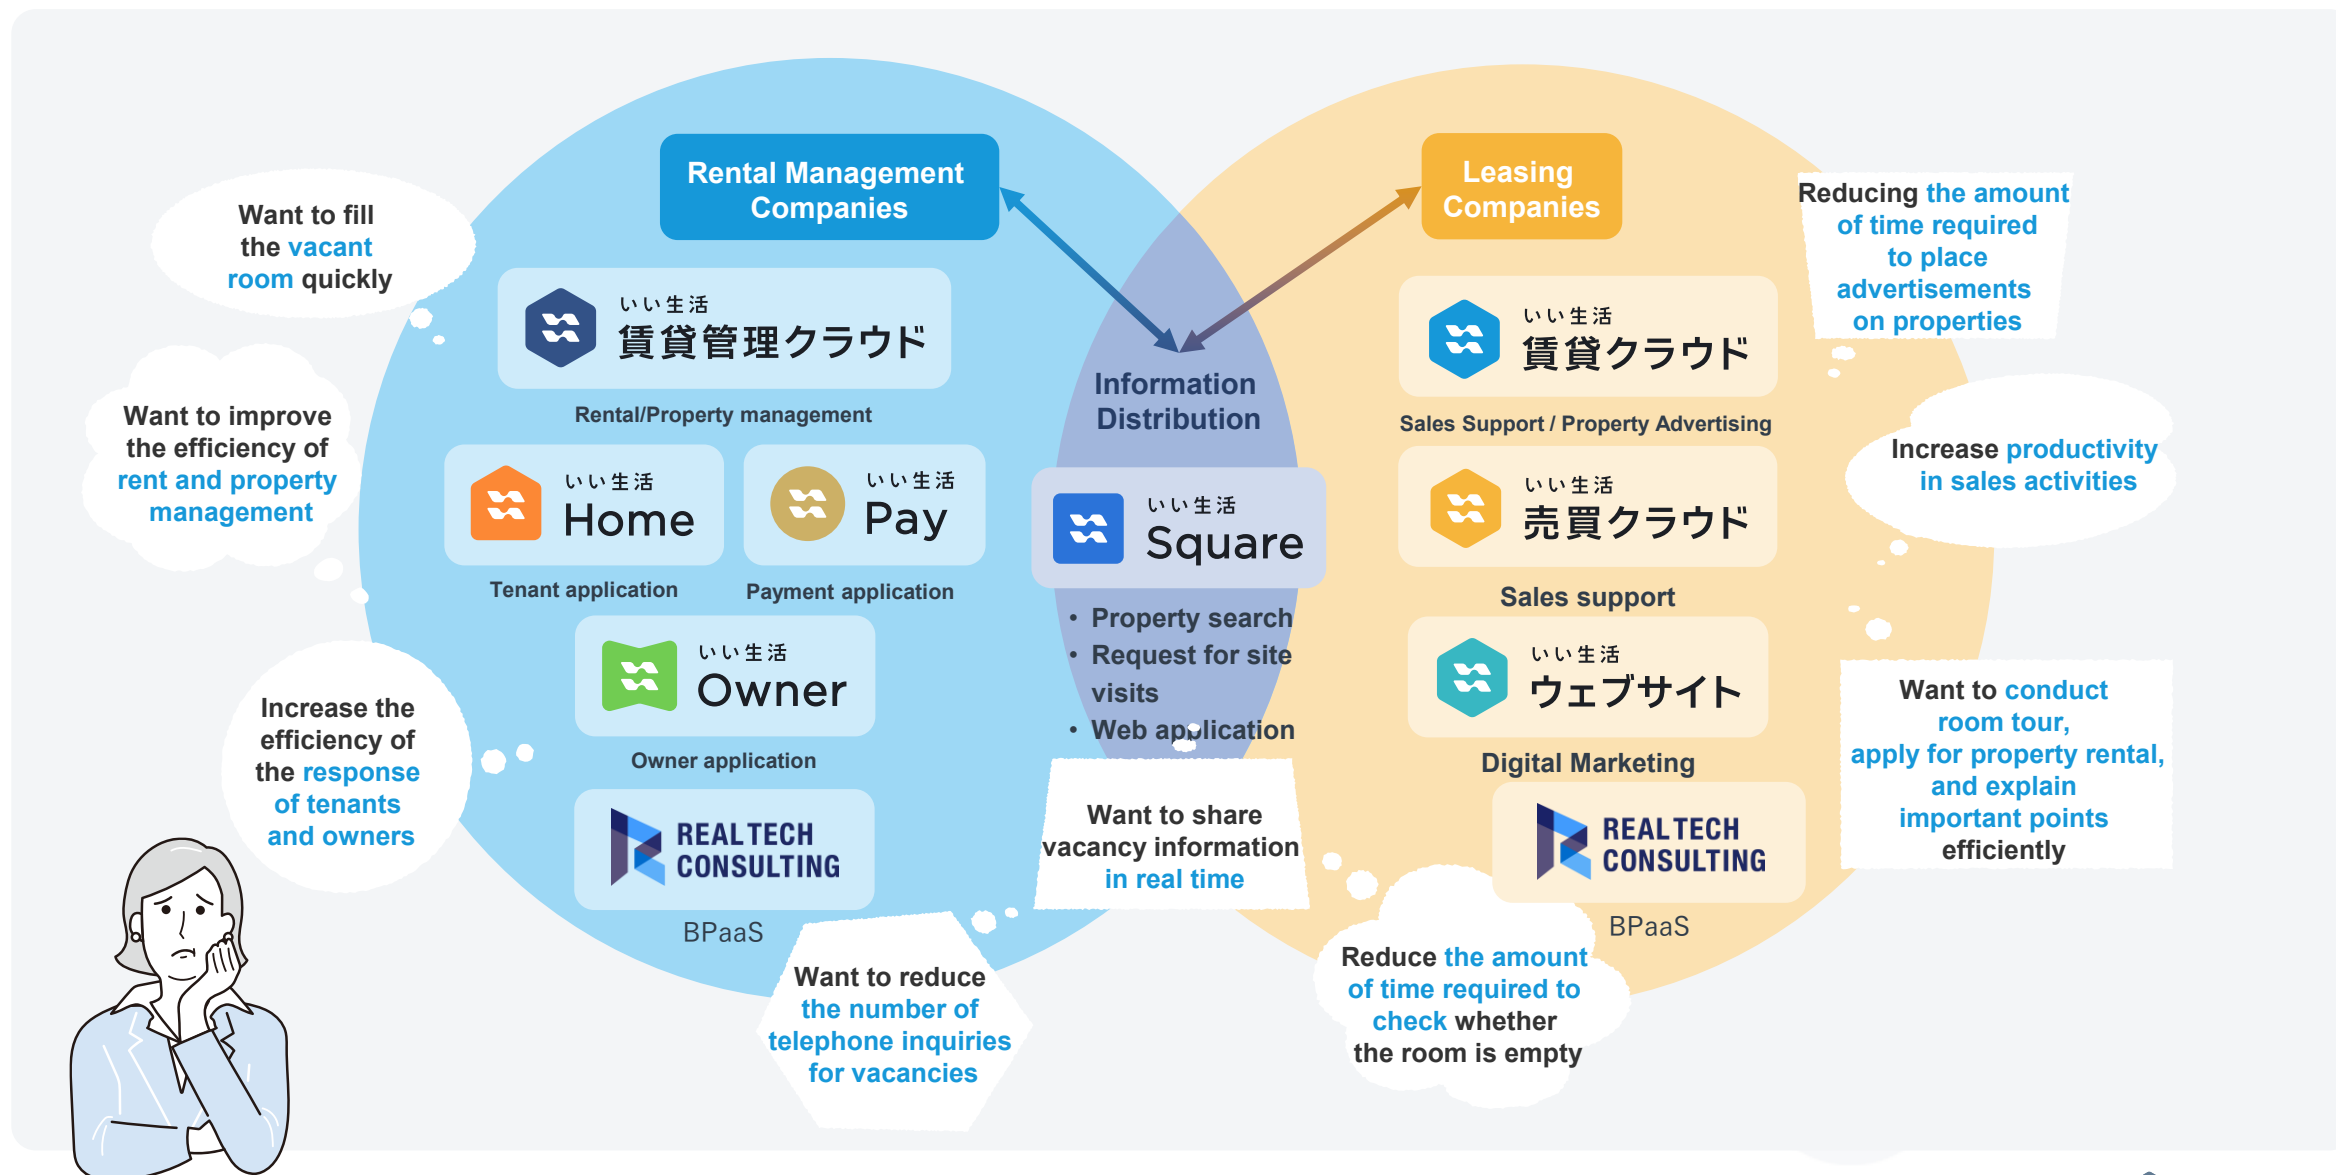 Rental Management
Companies
Leasing
Companies
Want to fill
the vacant
room quickly
Want to improve
the efficiency of
rent and property
management
Increase the
efficiency of
the response
of tenants
and owners
いい生活
賃貸管理クラウド
Rental/Property management
いい生活
Home
Tenant application
いい生活
Pay
Payment application
いい生活
Owner
Owner application
REALTECH
CONSULTING
BPaaS
Want to reduce
the number of
telephone inquiries
for vacancies
Information
Distribution
いい生活
Square
• Property search
• Request for site
visits
• Web application
Want to share
vacancy information
in real time
いい生活
賃貸クラウド
Sales Support / Property Advertising
いい生活
売買クラウド
Sales support
いい生活
ウェブサイト
Digital Marketing
REALTECH
CONSULTING
BPaaS
Reduce the amount
of time required to
check whether
the room is empty
Reducing the amount
of time required
to place
advertisements
on properties
Increase productivity
in sales activities
Want to conduct
room tour,
apply for property rental,
and explain
important points
efficiently